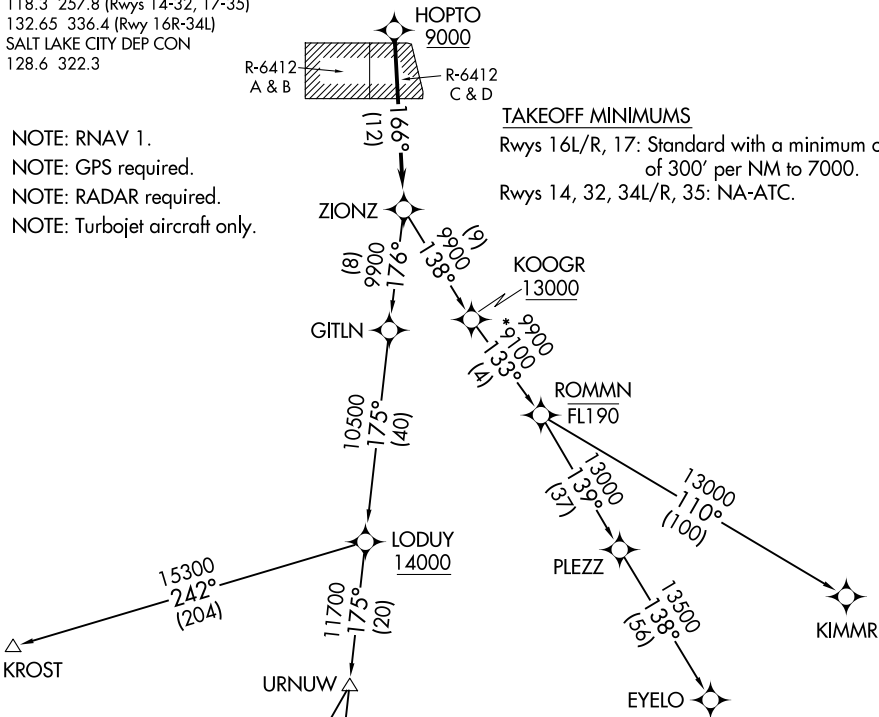 118.3 257.8 (Rwys 14-32, 17-35)
132.65 336.4 (Rwy 16R-34L)
SALT LAKE CITY DEP CON
128.6 322.3
HOPTO
9000
R-6412
A & B
R-6412
C & D
166°
(12)
NOTE: RNAV 1.
NOTE: GPS required.
NOTE: RADAR required.
NOTE: Turbojet aircraft only.
TAKEOFF MINIMUMS
Rwys 16L/R, 17: Standard with a minimum
of 300' per NM to 7000.
Rwys 14, 32, 34L/R, 35: NA-ATC.
ZIONZ
9900
176°
(8)
(9)
9900
138°
KOOGR
13000
GITLN
9900
*9100
133°
(4)
ROMMN
FL190
10500
175°
(40)
13000
139°
(37)
13000
110°
(100)
LODUY
14000
PLEZZ
15300
242°
(204)
11700
175°
(20)
13500
138°
(56)
KIMMR
KROST
URNUW
EYELO